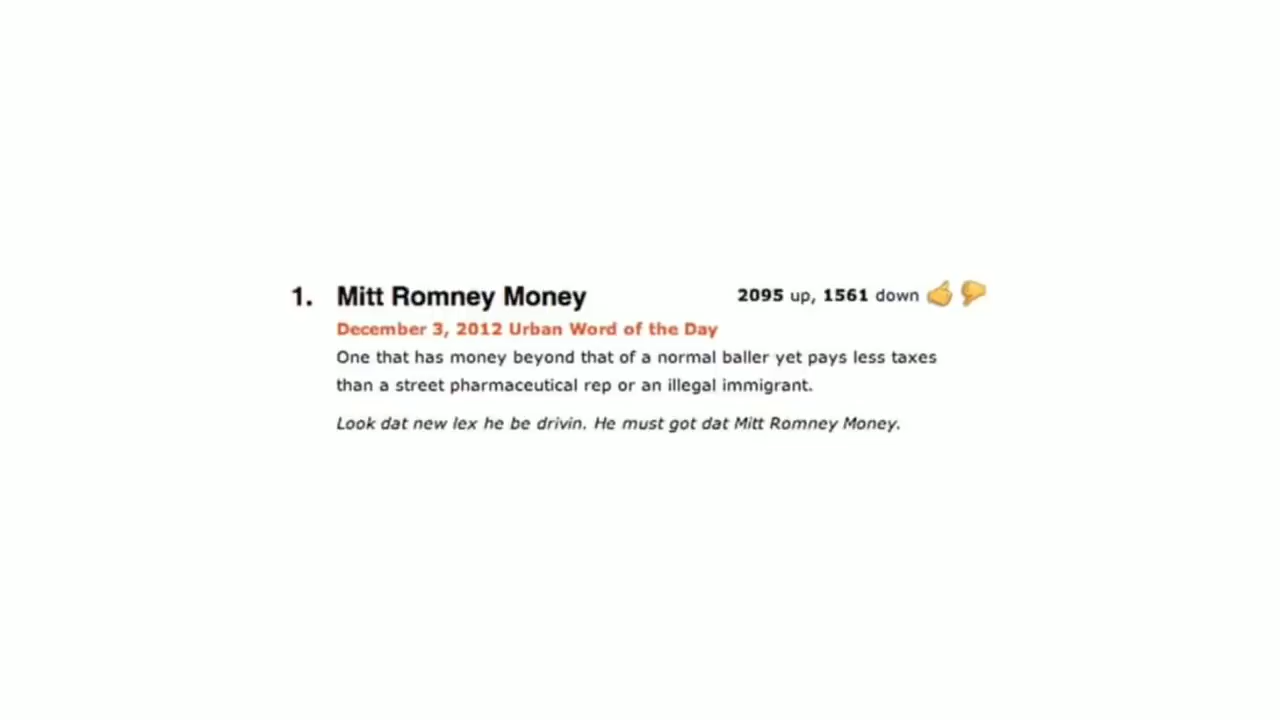 1. Mitt Romney Money 2095 up, 1561 down
December 3, 2012 Urban Word of the Day
One that has money beyond that of a normal baller yet pays less taxes
than a street pharmaceutical rep or an illegal immigrant.
Look dat new lex he be drivin. He must got dat Mitt Romney Money.